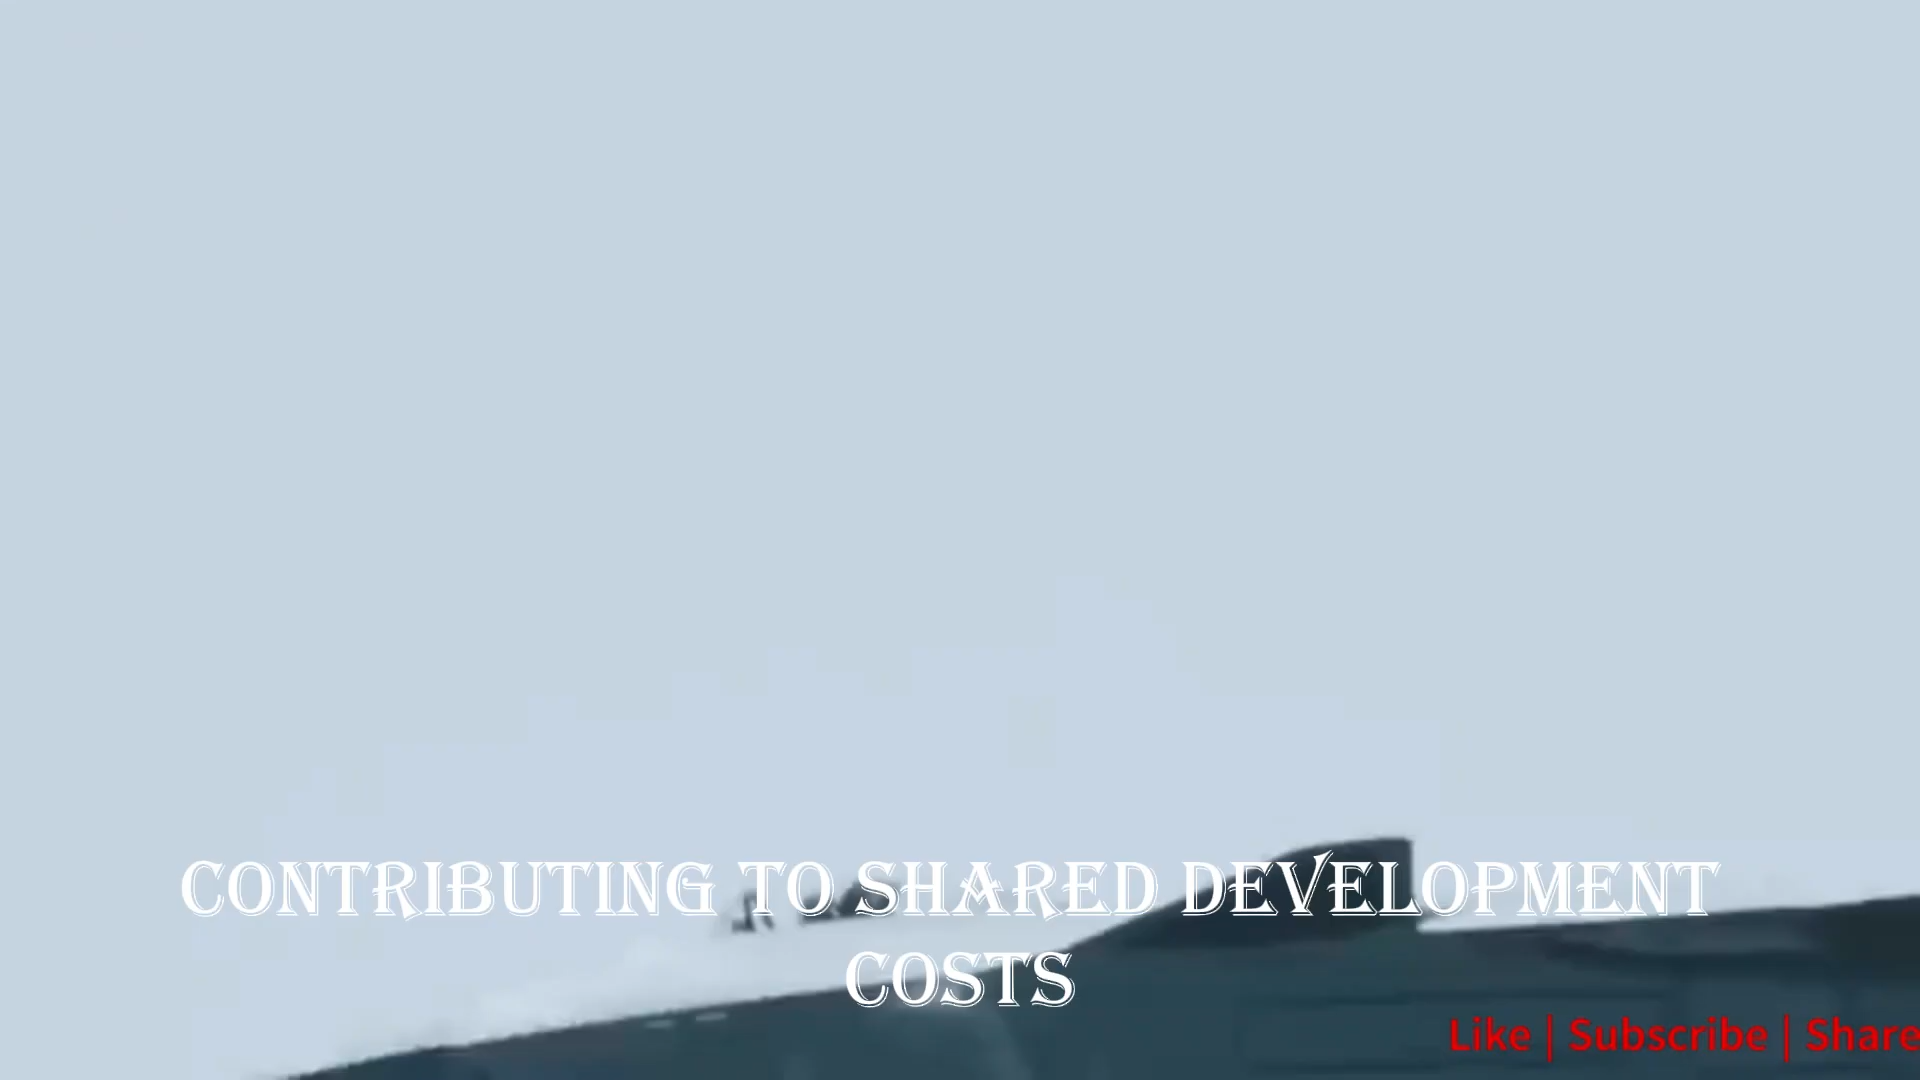 CONTRIBUTING TO SHARED DEVELOPMENT
COSTS
Like | Subscribe | Share